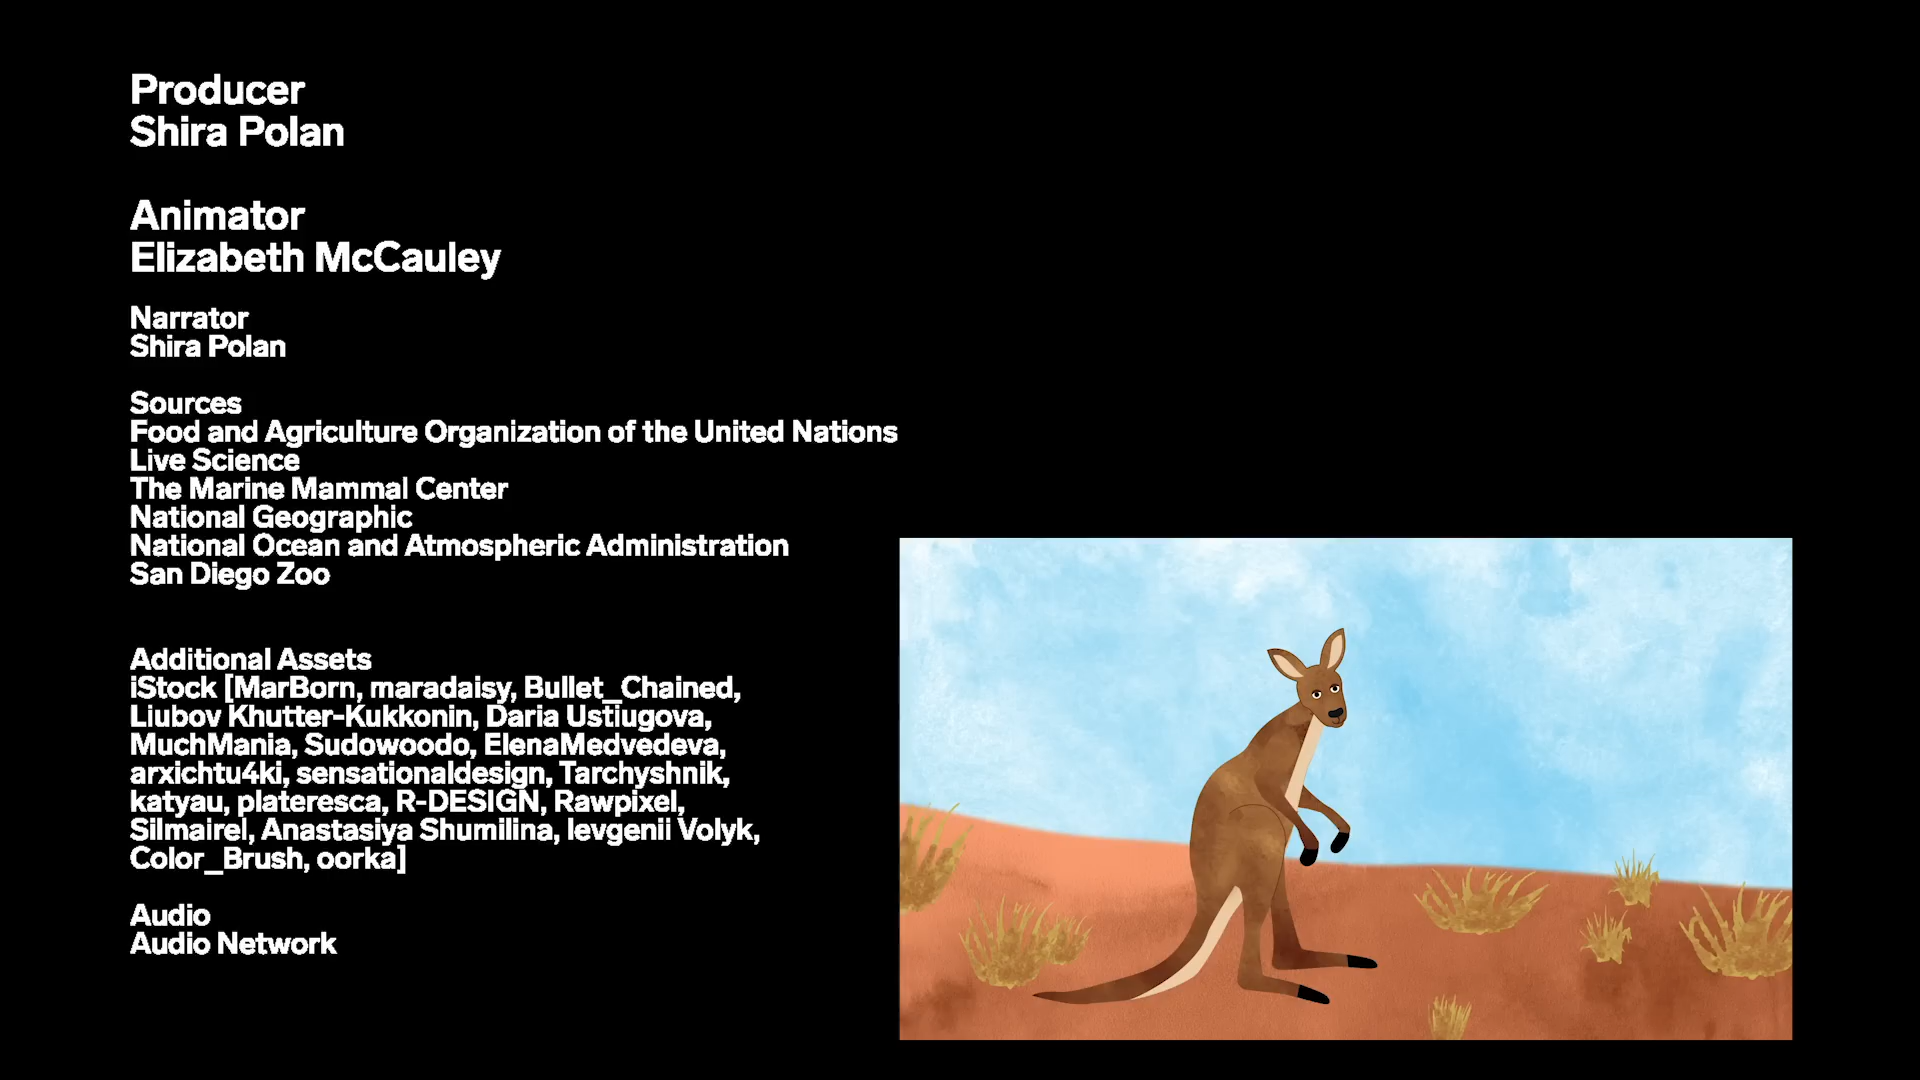 Producer
Shira Polan
Animator
Elizabeth McCauley
Narrator
Shira Polan
Sources
Food and Agriculture Organization of the United Nations
Live Science
The Marine Mammal Center
National Geographic
National Ocean and Atmospheric Administration
San Diego Zoo
Additional Assets
iStock [MarBorn, maradaisy, Bullet_Chained,
Liubov Khutter-Kukkonin, Daria Ustiugova,
MuchMania, Sudowoodo, ElenaMedvedeva,
arxichtu4ki, sensationaldesign, Tarchyshnik,
katyau, plateresca, R-DESIGN, Rawpixel,
Silmairel, Anastasiya Shumilina, Ievgenii Volyk,
Color_Brush, oorka]
Audio
Audio Network